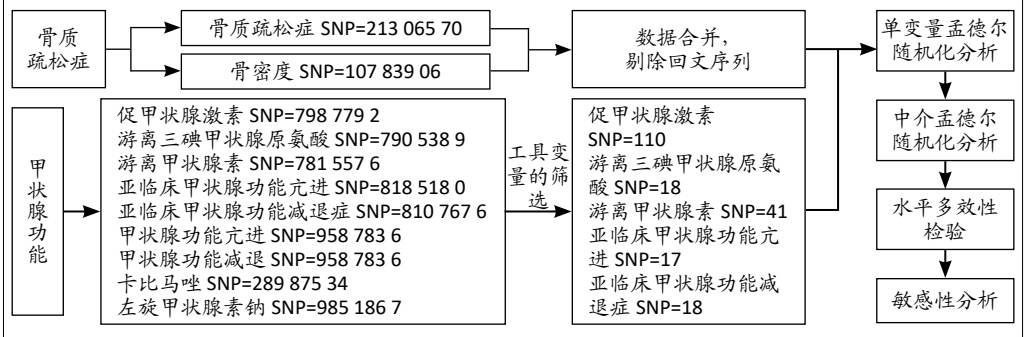 骨质
疏松症
骨质疏松症 SNP=213 065 70
骨密度 SNP=107 839 06
数据合并，
剔除回文序列
单变量孟德尔
随机化分析
甲
状
腺
功
能
促甲状腺激素 SNP=798 779 2
游离三碘甲状腺原氨酸 SNP=790 538 9
游离甲状腺素 SNP=781 557 6
亚临床甲状腺功能亢进 SNP=818 518 0
亚临床甲状腺功能减退症 SNP=810 767 6
甲状腺功能亢进 SNP=958 783 6
甲状腺功能减退 SNP=958 783 6
卡比马唑 SNP=289 875 34
左旋甲状腺素钠 SNP=985 186 7
工具变
量的筛
选
促甲状腺激素
SNP=110
游离三碘甲状腺原氨
酸 SNP=18
游离甲状腺素 SNP=41
亚临床甲状腺功能亢
进 SNP=17
亚临床甲状腺功能减
退症 SNP=18
中介孟德尔
随机化分析
水平多效性
检验
敏感性分析